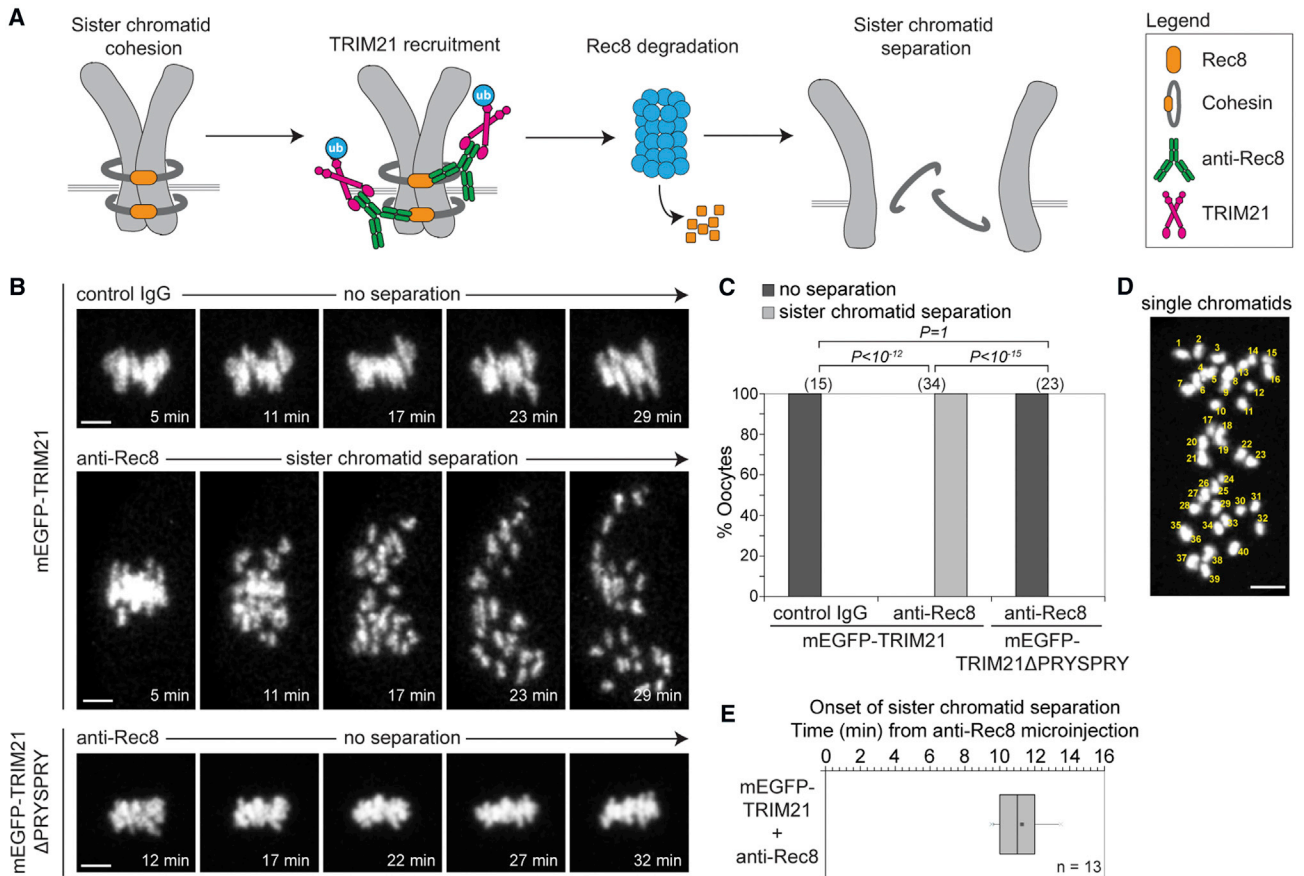 A
Sister chromatid
cohesion
TRIM21 recruitment
Rec8 degradation
Sister chromatid
separation
ub
ub
Legend
Rec8
Cohesin
anti-Rec8
TRIM21
B
mEGFP-TRIM21
control IgG
no separation
5 min
11 min
17 min
23 min
29 min
anti-Rec8
sister chromatid separation
5 min
11 min
17 min
23 min
29 min
mEGFP-TRIM21
ΔPRYSPRY
anti-Rec8
no separation
12 min
17 min
22 min
27 min
32 min
C
no separation
sister chromatid separation
P=1
P<10⁻¹²
P<10⁻¹⁵
(15)
(34)
(23)
% Oocytes
100
80
60
40
20
0
control IgG
anti-Rec8
anti-Rec8
mEGFP-TRIM21
mEGFP-
TRIM21ΔPRYSPRY
D
single chromatids
1
2
3
14
15
4
5
13
16
7
6
8
9
12
10
11
17
18
20
19
22
21
23
24
26
25
27
28
29
30
31
35
34
33
32
36
40
37
38
39
E
Onset of sister chromatid separation
Time (min) from anti-Rec8 microinjection
0 2 4 6 8 10 12 14 16
mEGFP-
TRIM21
+
anti-Rec8
n = 13